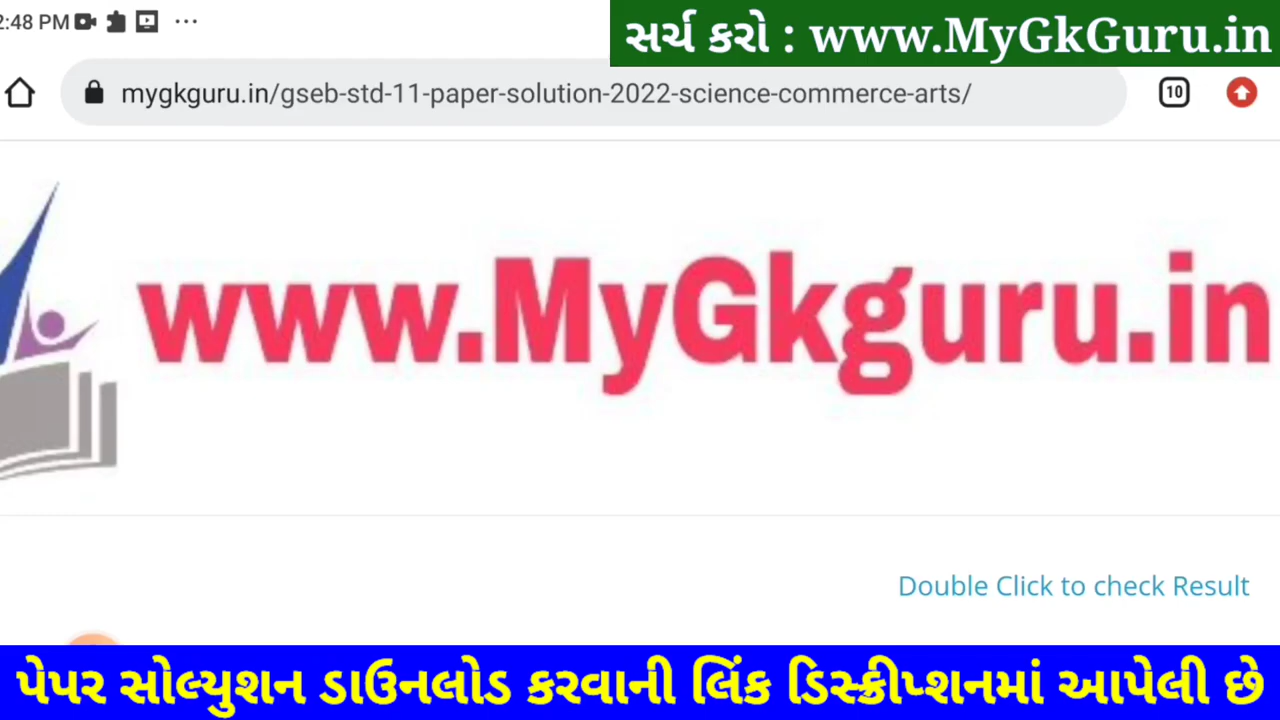 2:48 PM
સર્ચ કરો : www.MyGkGuru.in
mygkguru.in/gseb-std-11-paper-solution-2022-science-commerce-arts/
10
www.MyGkguru.in
Double Click to check Result
પેપર સોલ્યુશન ડાઉનલોડ કરવાની લિંક ડિસ્ક્રીપ્શનમાં આપેલી છે